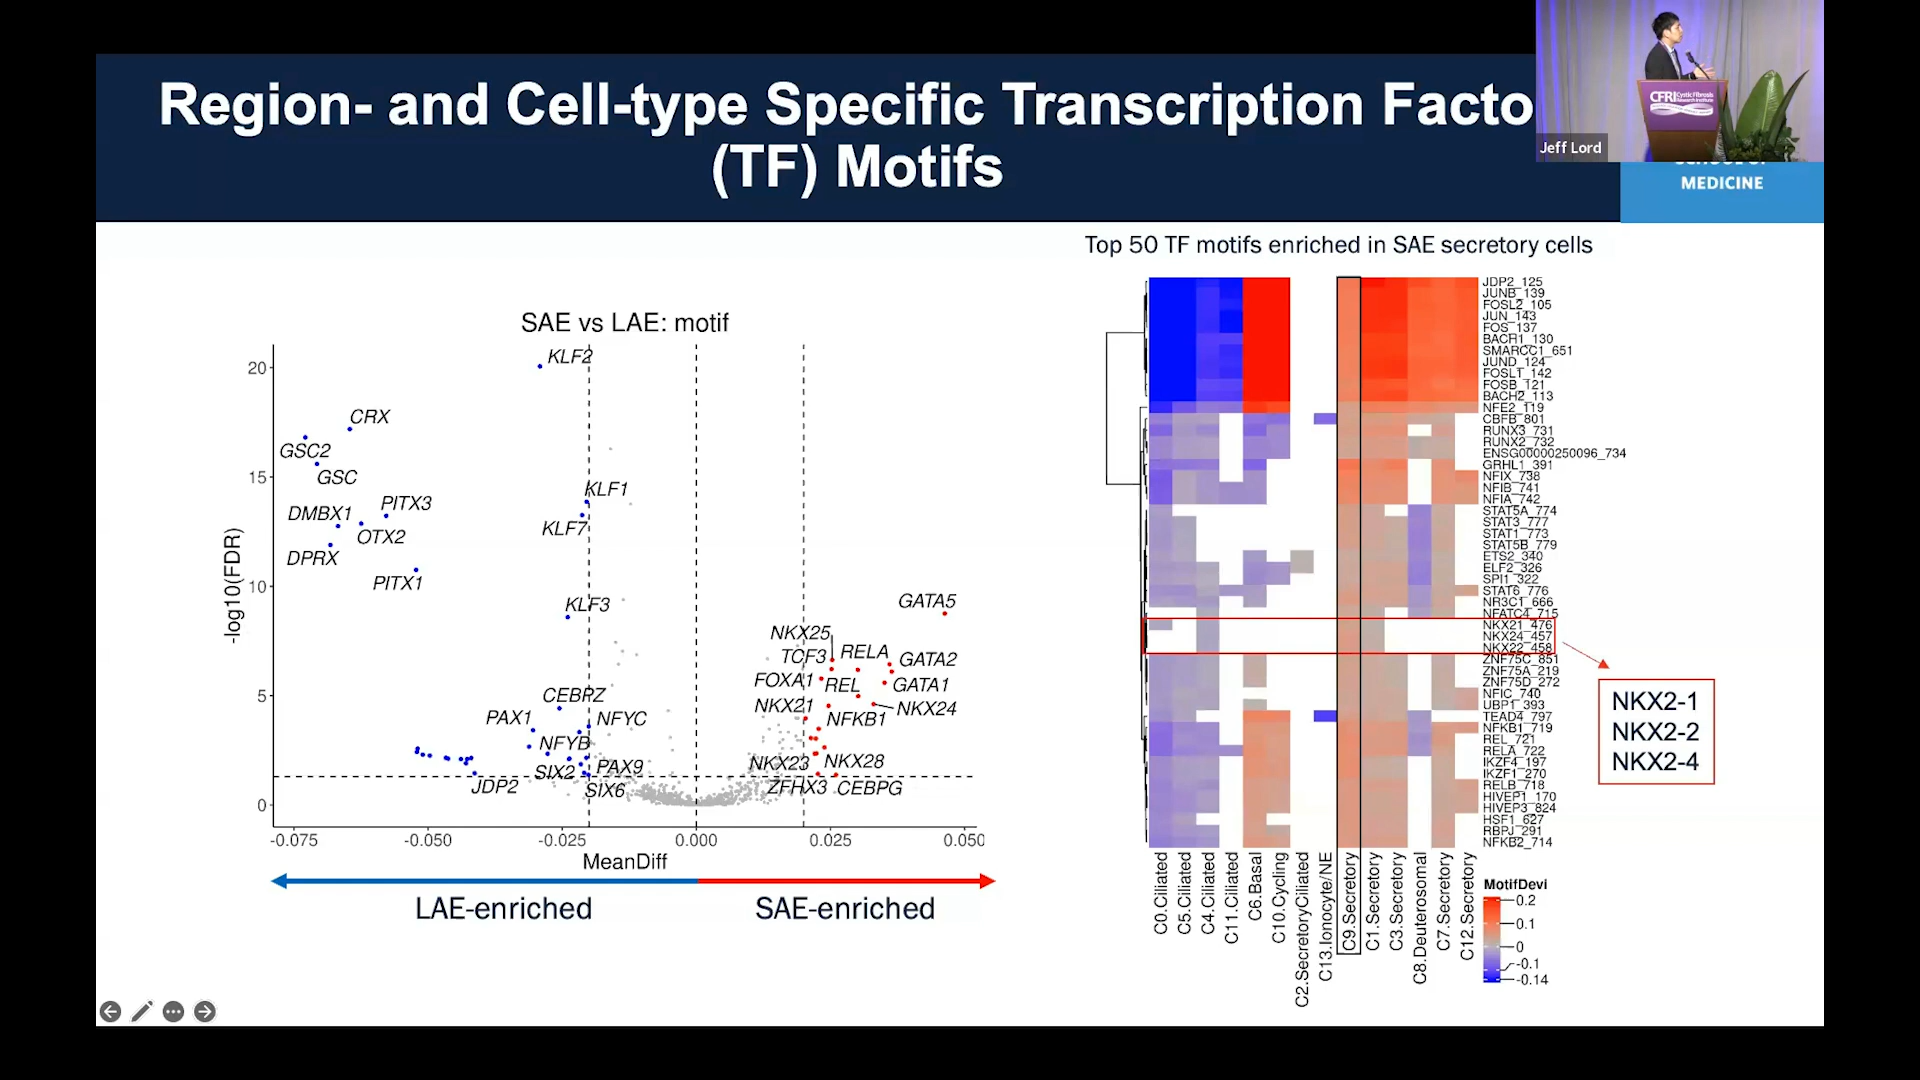 Region- and Cell-type Specific Transcription Facto
(TF) Motifs
CFRI Cystic Fibrosis
Research Institute
Jeff Lord
MEDICINE
SAE vs LAE: motif
-log10(FDR)
20
15
10
5
0
KLF2
CRX
GSC2
GSC
KLF1
PITX3
DMBX1
KLF7
OTX2
DPRX
PITX1
KLF3
GATA5
NKX25
TCF3
RELA
GATA2
FOXA1
REL
GATA1
CEBPZ
NKX21
NKX24
PAX1
NFYC
NFKB1
NFYB
NKX23
NKX28
SIX2
PAX9
JDP2
SIX6
ZFHX3
CEBPG
-0.075
-0.050
-0.025
0.000
0.025
0.050
MeanDiff
LAE-enriched
SAE-enriched
Top 50 TF motifs enriched in SAE secretory cells
JDP2_125
JUNB_139
FOSL2_105
JUN_143
FOS_137
BACH1_130
SMARCC1_651
JUND_124
FOSL1_142
FOSB_121
BACH2_113
NFE2_119
CBFB_801
RUNX3_731
RUNX2_732
ENSG00000250096_734
GRHL1_391
NFIX_738
NFIB_741
NFIA_742
STAT5A_774
STAT3_777
STAT1_773
STAT5B_779
ETS2_340
ELF2_326
SPI1_322
STAT6_776
NR3C1_666
NFATC4_715
NKX21_476
NKX24_457
NKX22_458
ZNF75C_851
ZNF75A_219
ZNF75D_272
NFIC_740
UBP1_393
TEAD4_797
NFKB1_719
REL_721
RELA_722
IKZF4_197
IKZF1_270
RELB_718
HIVEP1_170
HIVEP3_824
HSF1_627
RBPJ_291
NFKB2_714
NKX2-1
NKX2-2
NKX2-4
C0.Ciliated
C5.Ciliated
C4.Ciliated
C11.Ciliated
C6.Basal
C10.Cycling
C2.SecretoryCiliated
C13.Ionocyte/NE
C9.Secretory
C1.Secretory
C3.Secretory
C8.Deuterosomal
C7.Secretory
C12.Secretory
MotifDevi
0.2
0.1
0
-0.1
-0.14